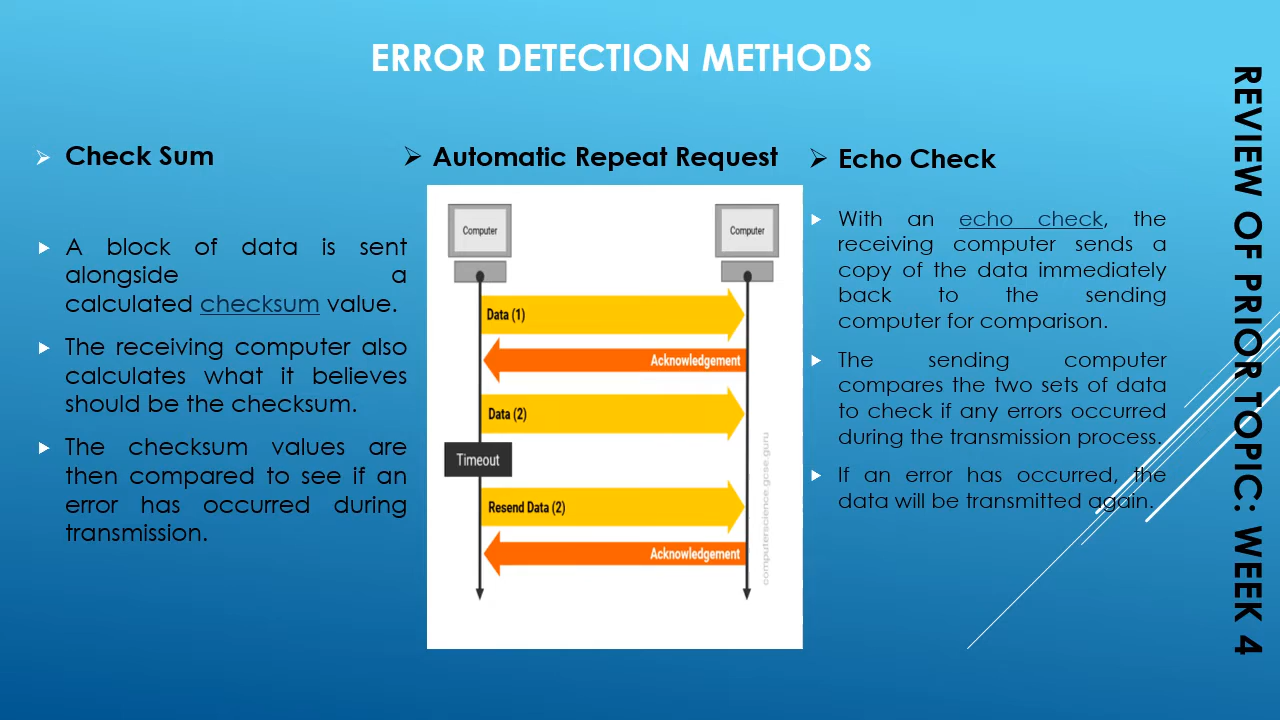 ERROR DETECTION METHODS
Check Sum
A block of data is sent
alongside a
calculated checksum value.
The receiving computer also
calculates what it believes
should be the checksum.
The checksum values are
then compared to see if an
error has occurred during
transmission.
Automatic Repeat Request
Computer
Computer
Data (1)
Acknowledgement
Data (2)
Timeout
Resend Data (2)
Acknowledgement
computerscience.gcse.guru
Echo Check
With an echo check, the
receiving computer sends a
copy of the data immediately
back to the sending
computer for comparison.
The sending computer
compares the two sets of data
to check if any errors occurred
during the transmission process.
If an error has occurred, the
data will be transmitted again.
REVIEW OF PRIOR TOPIC: WEEK 4